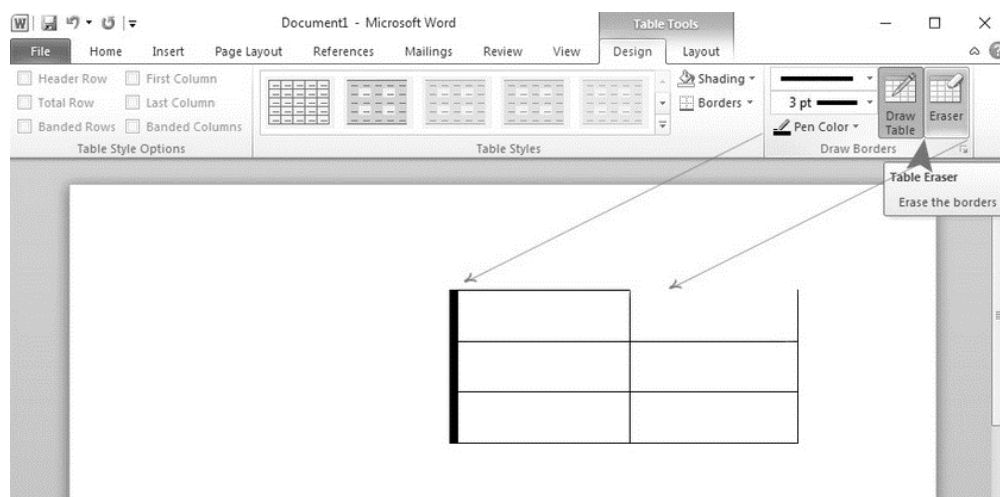 W Document1 - Microsoft Word Table Tools
File Home Insert Page Layout References Mailings Review View Design Layout
Header Row First Column Shading
Total Row Last Column Borders 3 pt Draw Table Eraser
Banded Rows Banded Columns Pen Color
Table Style Options Table Styles Draw Borders
Table Eraser
Erase the borders